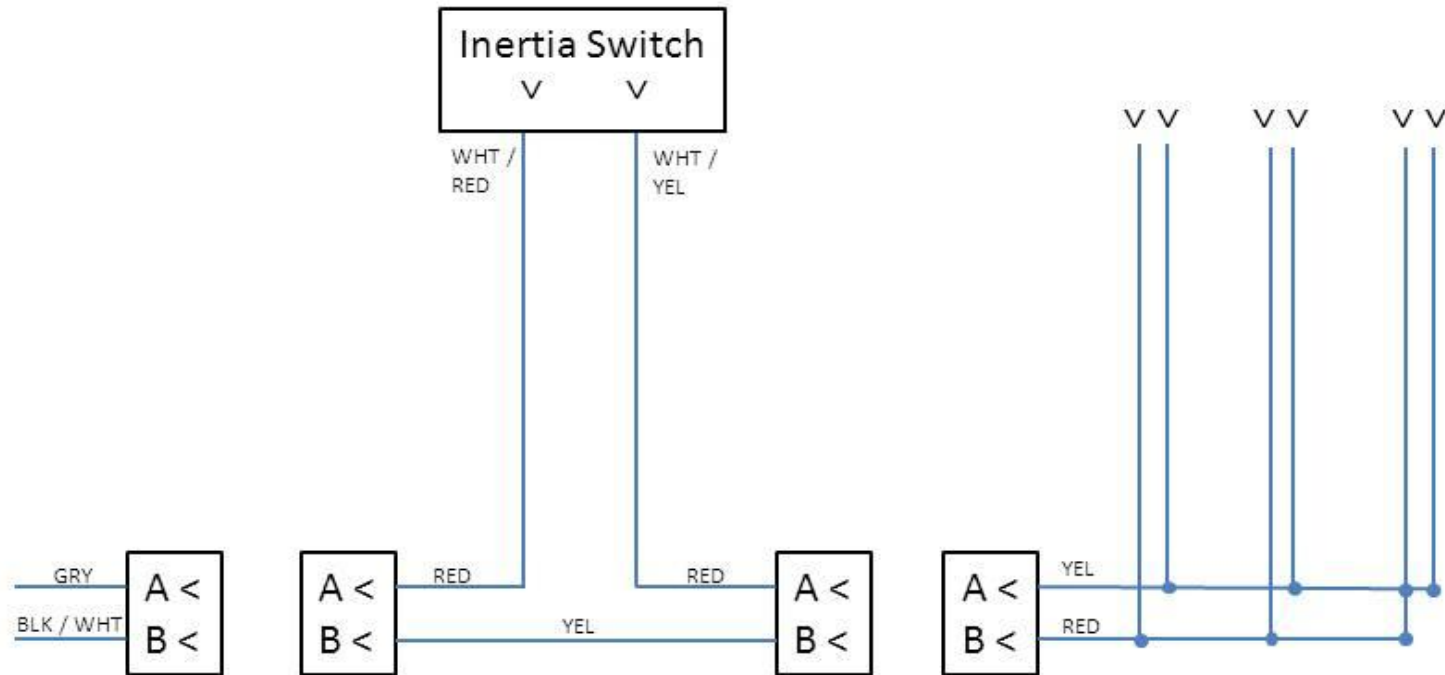 Inertia Switch
V V
V V V V V V
WHT /
RED
WHT /
YEL
GRY
BLK / WHT
A <
B <
A <
B <
RED
YEL
RED
A <
B <
A <
B <
YEL
RED